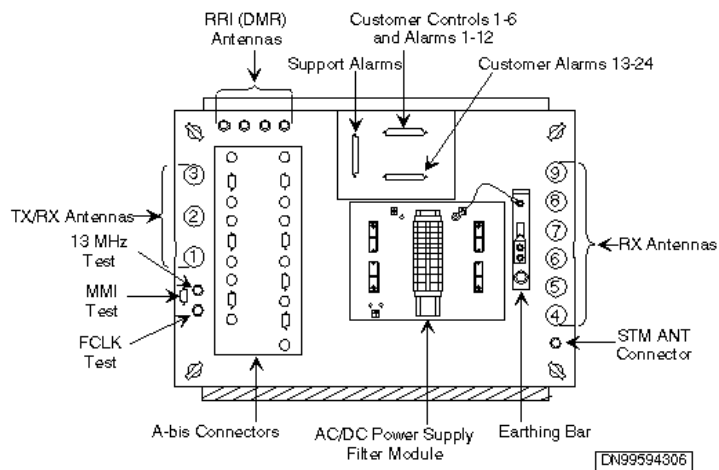 RRI (DMR)
Antennas
Customer Controls 1-6
and Alarms 1-12
Support Alarms
Customer Alarms 13-24
3
2
1
TX/RX Antennas
13 MHz
Test
MMI
Test
FCLK
Test
9
8
7
6
5
4
RX Antennas
STM ANT
Connector
A-bis Connectors
AC/DC Power Supply
Filter Module
Earthing Bar
DN99594306